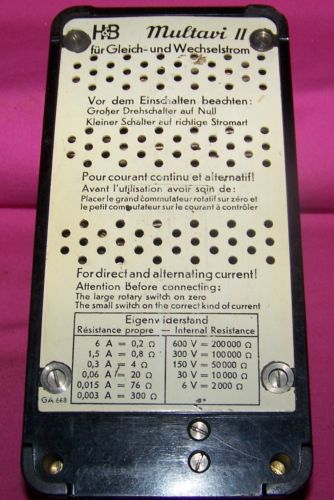 H&B Multavi II
für Gleich- und Wechselstrom
Vor dem Einschalten beachten:
Großer Drehschalter auf Null
Kleiner Schalter auf richtige Stromart
Pour courant continu et alternatif!
Avant l'utilisation avoir soin de:
Placer le grand commutateur rotatif sur zéro et
le petit commutateur sur le courant à contrôler
For direct and alternating current!
Attention Before connecting:
The large rotary switch on zero
The small switch on the correct kind of current
Eigenwiderstand
Résistance propre — Internal Resistance
6 A = 0,2 Ω 600 V = 200000 Ω
1,5 A = 0,8 Ω 300 V = 100000 Ω
0,3 A = 4 Ω 150 V = 50000 Ω
0,06 A = 20 Ω 30 V = 10000 Ω
0,015 A = 76 Ω 6 V = 2000 Ω
0,003 A = 300 Ω
GA 668